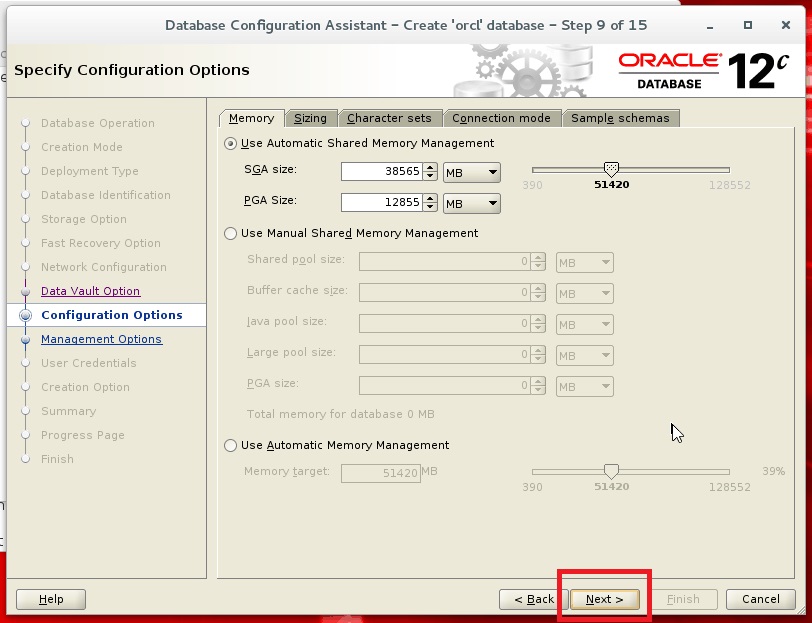 Database Configuration Assistant – Create 'orcl' database – Step 9 of 15
Specify Configuration Options
ORACLE
DATABASE
12c
Database Operation
Creation Mode
Deployment Type
Database Identification
Storage Option
Fast Recovery Option
Network Configuration
Data Vault Option
Configuration Options
Management Options
User Credentials
Creation Option
Summary
Progress Page
Finish
Memory Sizing Character sets Connection mode Sample schemas
Use Automatic Shared Memory Management
SGA size: 38565 MB
390 51420 128552
PGA Size: 12855 MB
Use Manual Shared Memory Management
Shared pool size: 0 MB
Buffer cache size: 0 MB
Java pool size: 0 MB
Large pool size: 0 MB
PGA size: 0 MB
Total memory for database 0 MB
Use Automatic Memory Management
Memory target: 51420 MB 39%
390 51420 128552
Help < Back Next > Finish Cancel